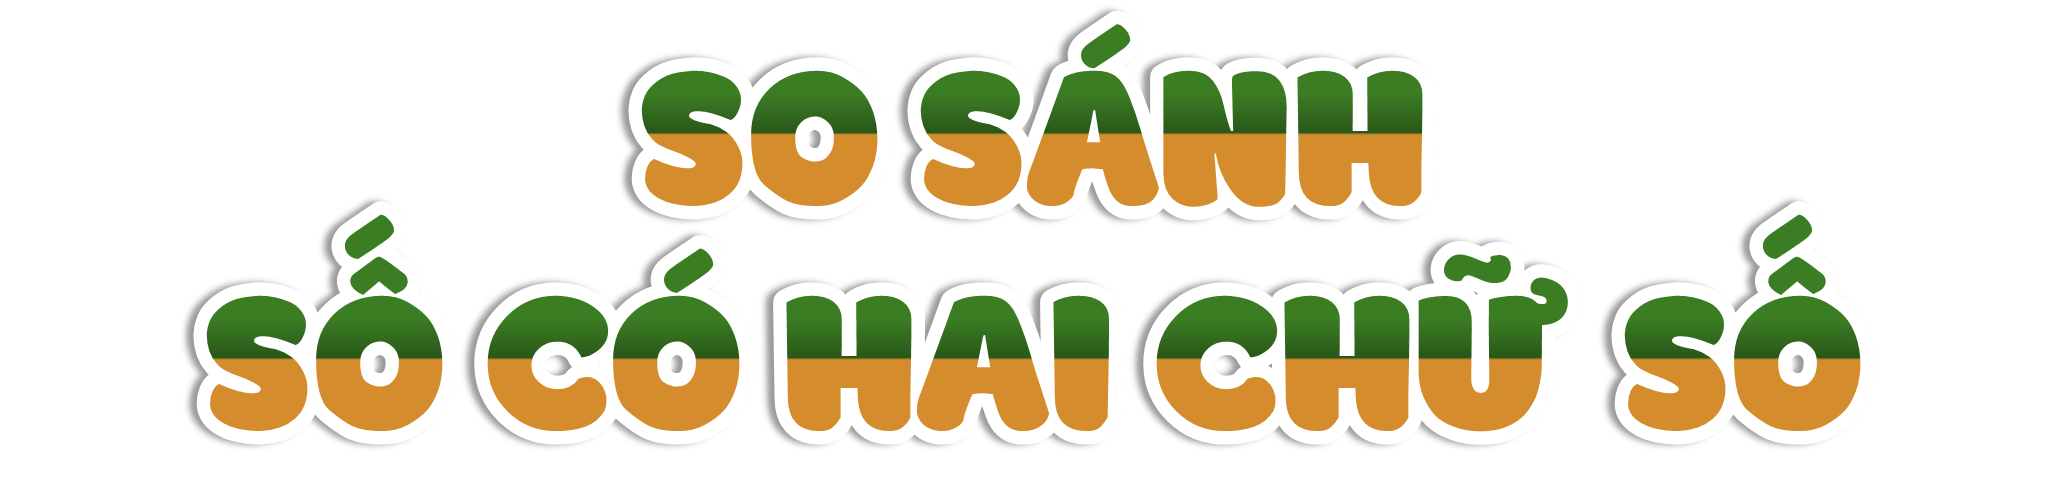 SO SÁNH
SỐ CÓ HAI CHỮ SỐ